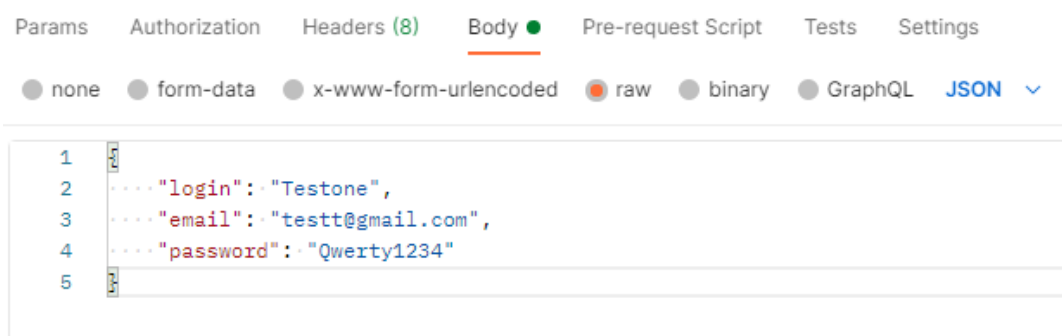 Params Authorization Headers (8) Body Pre-request Script Tests Settings
none form-data x-www-form-urlencoded raw binary GraphQL JSON
1 {
2 "login": "Testone",
3 "email": "testt@gmail.com",
4 "password": "Qwerty1234"
5 }